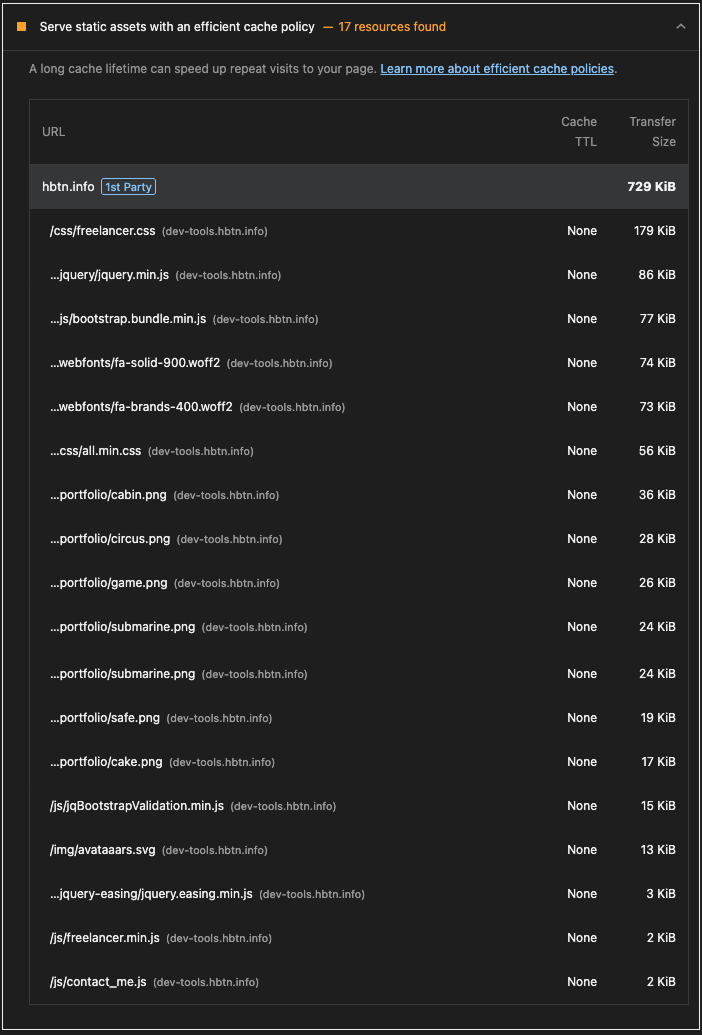 Serve static assets with an efficient cache policy — 17 resources found
A long cache lifetime can speed up repeat visits to your page. Learn more about efficient cache policies.
URL Cache TTL Transfer Size
hbtn.info 1st Party 729 KiB
/css/freelancer.css (dev-tools.hbtn.info) None 179 KiB
...jquery/jquery.min.js (dev-tools.hbtn.info) None 86 KiB
...js/bootstrap.bundle.min.js (dev-tools.hbtn.info) None 77 KiB
...webfonts/fa-solid-900.woff2 (dev-tools.hbtn.info) None 74 KiB
...webfonts/fa-brands-400.woff2 (dev-tools.hbtn.info) None 73 KiB
...css/all.min.css (dev-tools.hbtn.info) None 56 KiB
...portfolio/cabin.png (dev-tools.hbtn.info) None 36 KiB
...portfolio/circus.png (dev-tools.hbtn.info) None 28 KiB
...portfolio/game.png (dev-tools.hbtn.info) None 26 KiB
...portfolio/submarine.png (dev-tools.hbtn.info) None 24 KiB
...portfolio/submarine.png (dev-tools.hbtn.info) None 24 KiB
...portfolio/safe.png (dev-tools.hbtn.info) None 19 KiB
...portfolio/cake.png (dev-tools.hbtn.info) None 17 KiB
/js/jqBootstrapValidation.min.js (dev-tools.hbtn.info) None 15 KiB
/img/avataaars.svg (dev-tools.hbtn.info) None 13 KiB
...jquery-easing/jquery.easing.min.js (dev-tools.hbtn.info) None 3 KiB
/js/freelancer.min.js (dev-tools.hbtn.info) None 2 KiB
/js/contact_me.js (dev-tools.hbtn.info) None 2 KiB